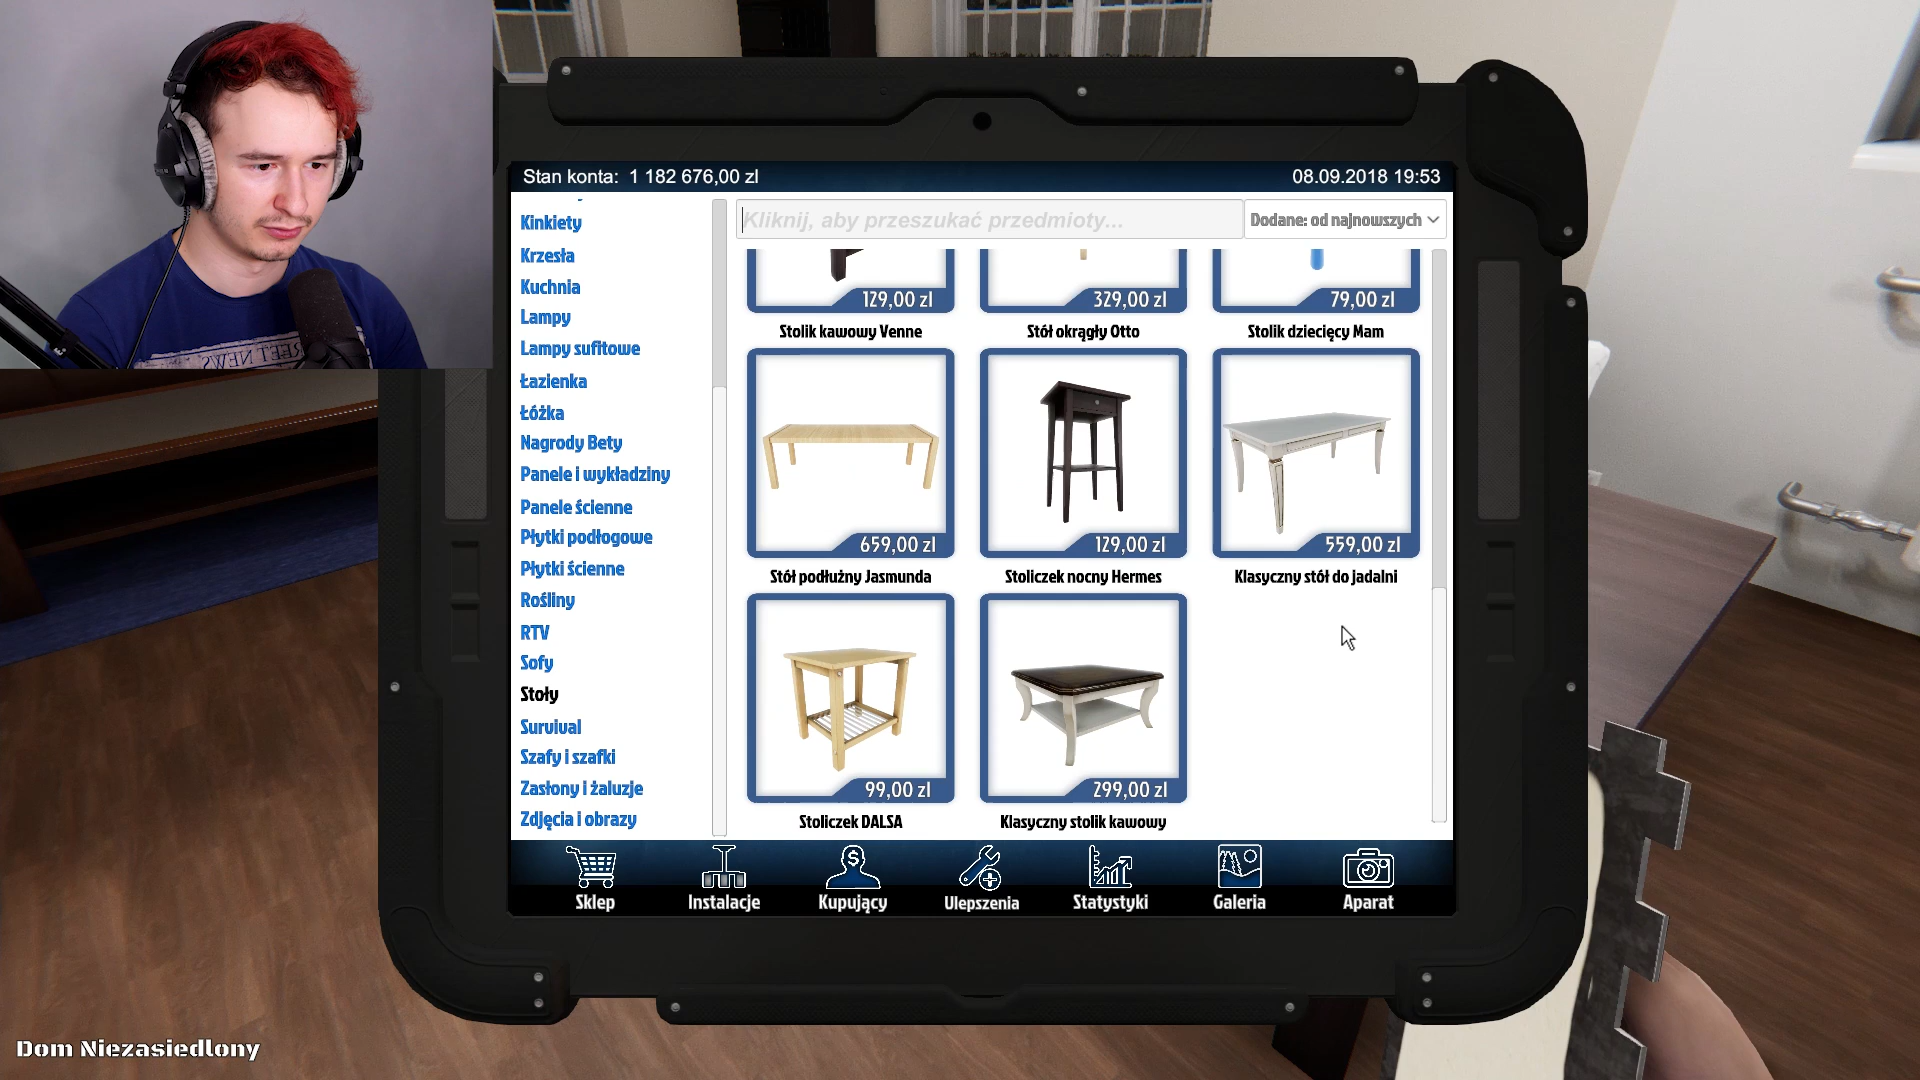 Stan konta: 1 182 676,00 zl
08.09.2018 19:53
Kinkiety
Krzesła
Kuchnia
Lampy
Lampy sufitowe
Łazienka
Łóżka
Nagrody Bety
Panele i wykładziny
Panele ścienne
Płytki podłogowe
Płytki ścienne
Rośliny
RTV
Sofy
Stoły
Survival
Szafy i szafki
Zasłony i żaluzje
Zdjęcia i obrazy
Kliknij, aby przeszukać przedmioty...
Dodane: od najnowszych
129,00 zl
329,00 zl
79,00 zl
Stolik kawowy Venne
Stół okrągły Otto
Stolik dziecięcy Mam
659,00 zl
129,00 zl
559,00 zl
Stół podłużny Jasmunda
Stoliczek nocny Hermes
Klasyczny stół do jadalni
99,00 zl
299,00 zl
Stoliczek DALSA
Klasyczny stolik kawowy
Sklep
Instalacje
Kupujący
Ulepszenia
Statystyki
Galeria
Aparat
Dom Niezasiedlony